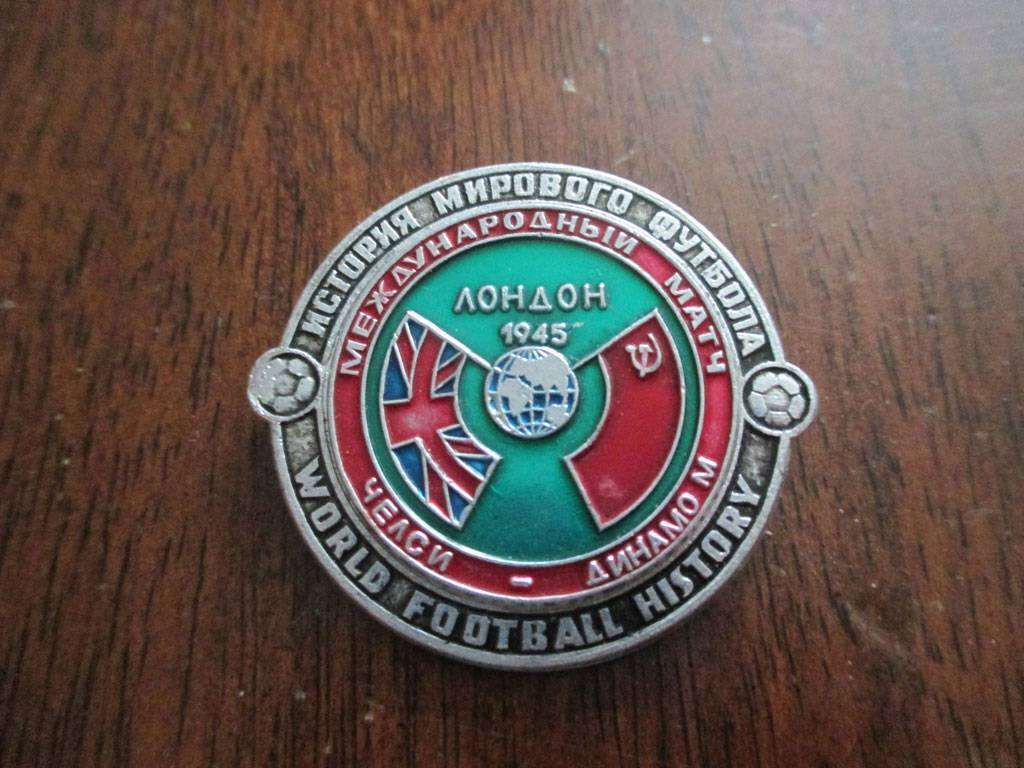 ИСТОРИЯ МИРОВОГО ФУТБОЛА
МЕЖДУНАРОДНЫЙ МАТЧ
ЛОНДОН
1945
ЧЕЛСИ - ДИНАМО М
WORLD FOOTBALL HISTORY